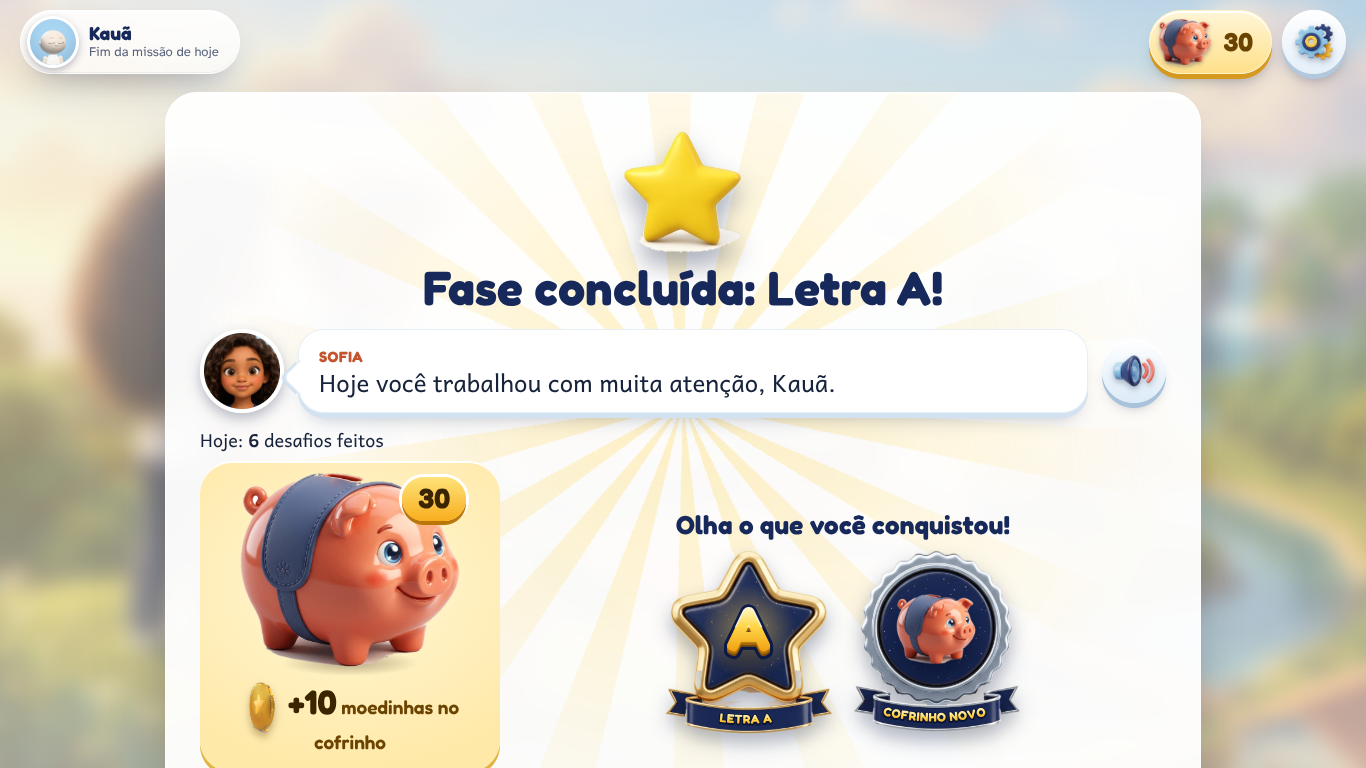 Kauã
Fim da missão de hoje
30
Fase concluída: Letra A!
SOFIA
Hoje você trabalhou com muita atenção, Kauã.
Hoje: 6 desafios feitos
30
+10 moedinhas no
cofrinho
Olha o que você conquistou!
A
LETRA A
COFRINHO NOVO